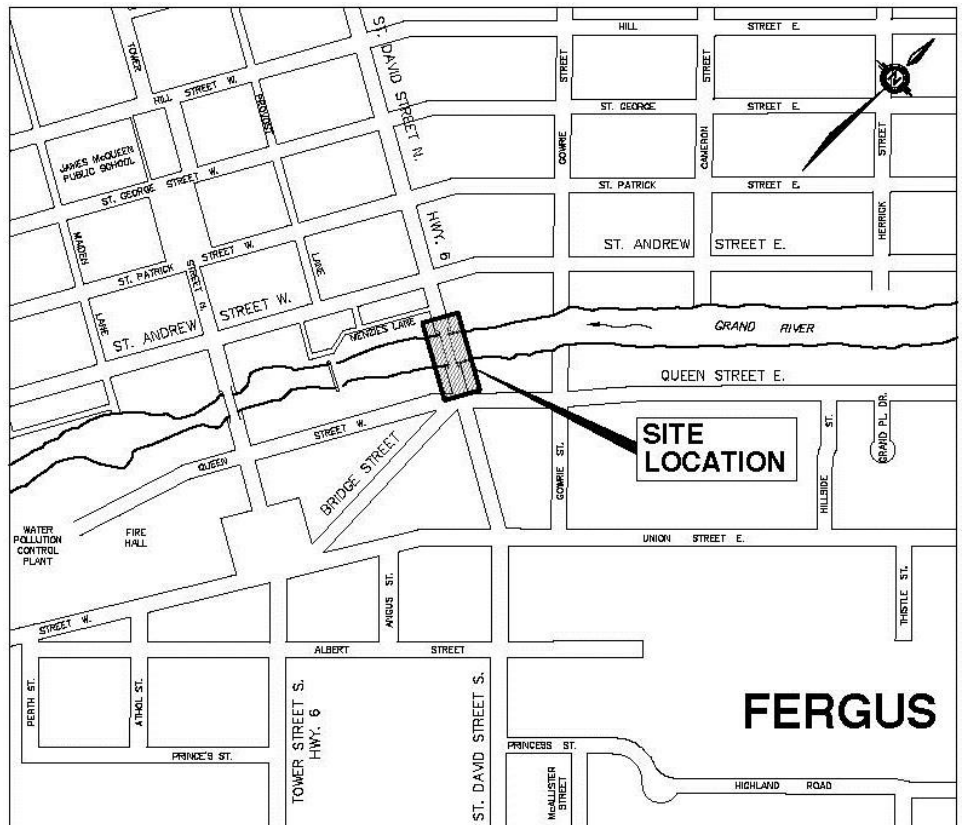 HILL STREET E.
ST. DAVID STREET N.
TOWER
STREET
STREET
HILL STREET W.
PROVOST
ST. GEORGE STREET E.
GOWRIE
CAMERON
STREET
JAMES McQUEEN
PUBLIC SCHOOL
ST. GEORGE STREET W.
ST. PATRICK STREET E.
HERRICK
HWY. 6
MAIDEN
ST. ANDREW STREET E.
ST. PATRICK STREET W.
STREET N.
LANE
LANE
ST. ANDREW STREET W.
MENZIES LANE
GRAND RIVER
QUEEN STREET E.
QUEEN STREET W.
BRIDGE STREET
SITE
LOCATION
GOWRIE ST.
HILLSIDE ST.
GRAND PL. DR.
WATER
POLLUTION
CONTROL
PLANT
FIRE
HALL
UNION STREET E.
ANGUS ST.
THISTLE ST.
STREET W.
ALBERT STREET
PERTH ST.
ATHOL ST.
TOWER STREET S.
HWY. 6
ST. DAVID STREET S.
FERGUS
PRINCE'S ST.
PRINCESS ST.
McALLISTER
STREET
HIGHLAND ROAD